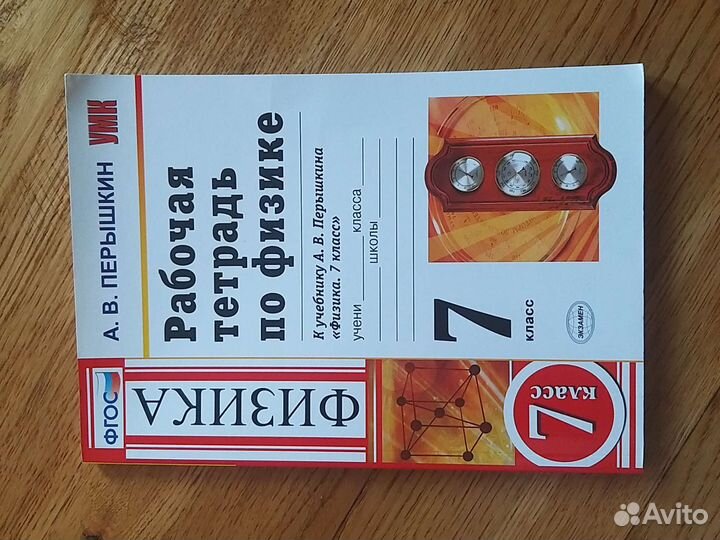 ФГОС
А. В. ПЕРЫШКИН
УМК
ФИЗИКА
Рабочая
тетрадь
по физике
К учебнику А. В. Перышкина
«Физика. 7 класс»
учени класса
школы
7
класс
ЭКЗАМЕН
7
класс
Avito